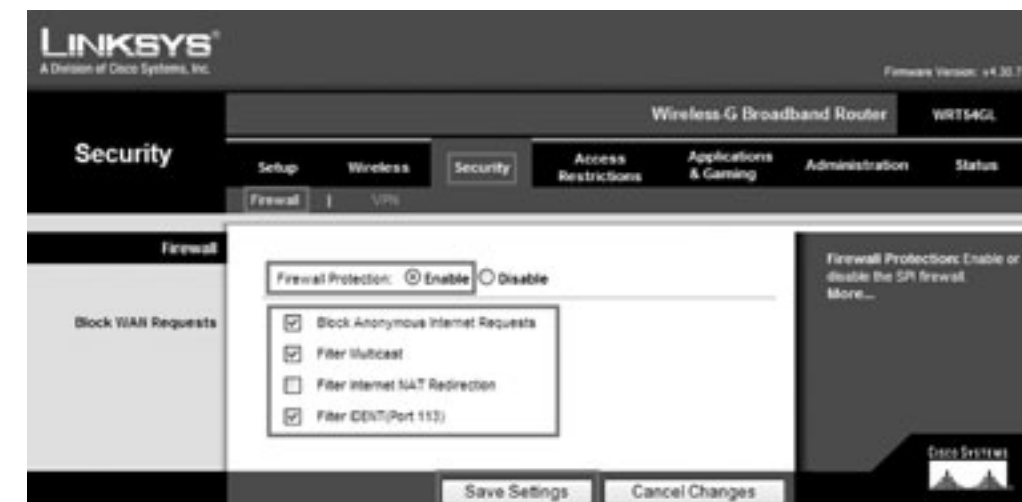 LINKSYS®
A Division of Cisco Systems, Inc.
Firmware Version: v4.30.7
Wireless-G Broadband Router
WRT54GL
Security
Setup
Wireless
Security
Access Restrictions
Applications & Gaming
Administration
Status
Firewall | VPN
Firewall
Firewall Protection: Enable Disable
Block WAN Requests
Block Anonymous Internet Requests
Filter Multicast
Filter Internet NAT Redirection
Filter IDENT(Port 113)
Firewall Protection: Enable or
disable the SPI firewall.
More...
Save Settings
Cancel Changes
CISCO SYSTEMS